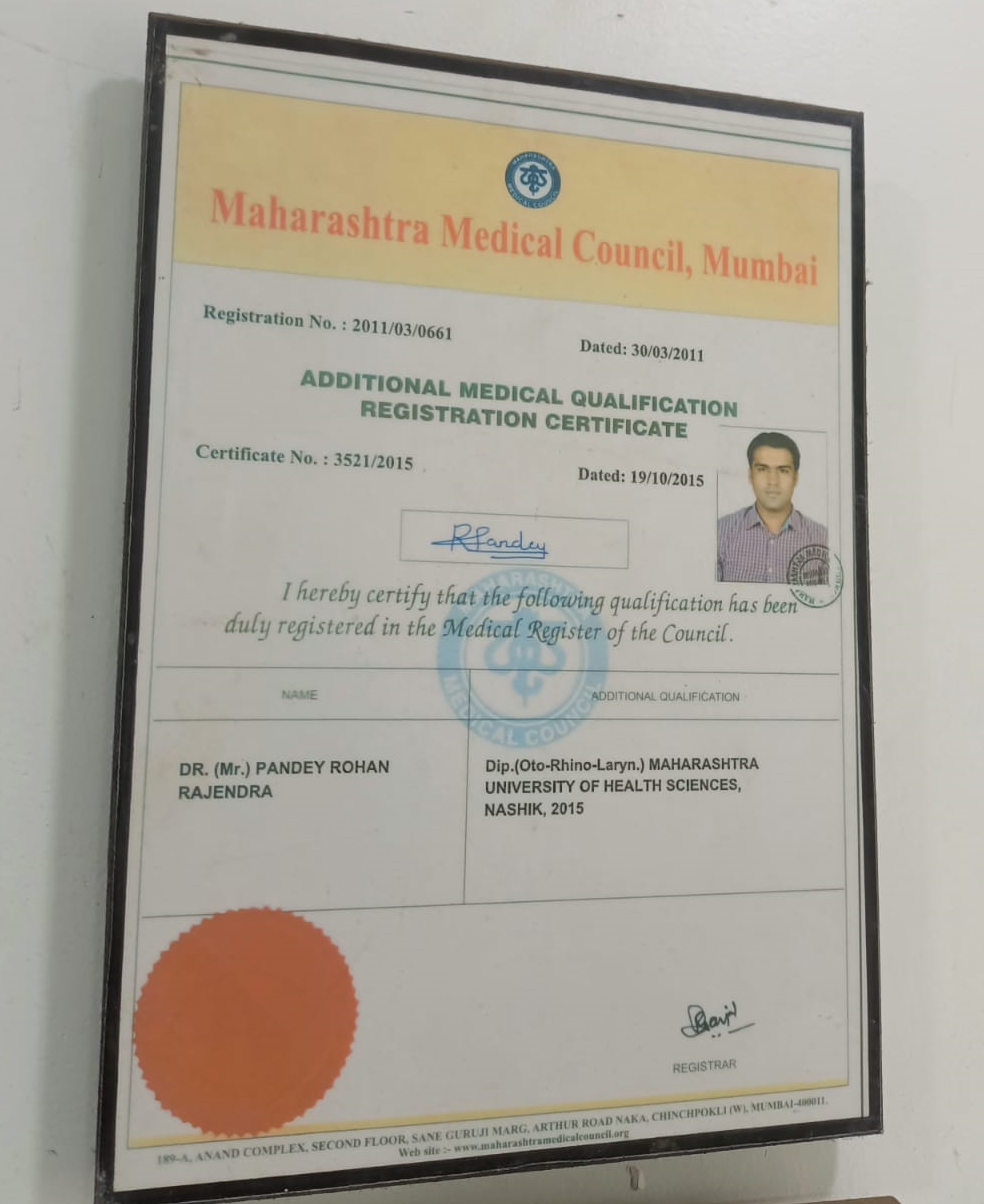 MAHARASHTRA MEDICAL COUNCIL
Maharashtra Medical Council, Mumbai
Registration No. : 2011/03/0661
Dated: 30/03/2011
ADDITIONAL MEDICAL QUALIFICATION
REGISTRATION CERTIFICATE
Certificate No. : 3521/2015
Dated: 19/10/2015
RPandey
I hereby certify that the following qualification has been
duly registered in the Medical Register of the Council.
NAME
ADDITIONAL QUALIFICATION
DR. (Mr.) PANDEY ROHAN
RAJENDRA
Dip.(Oto-Rhino-Laryn.) MAHARASHTRA
UNIVERSITY OF HEALTH SCIENCES,
NASHIK, 2015
REGISTRAR
189-A, ANAND COMPLEX, SECOND FLOOR, SANE GURUJI MARG, ARTHUR ROAD NAKA, CHINCHPOKLI (W), MUMBAI-400011.
Web site :- www.maharashtramedicalcouncil.org